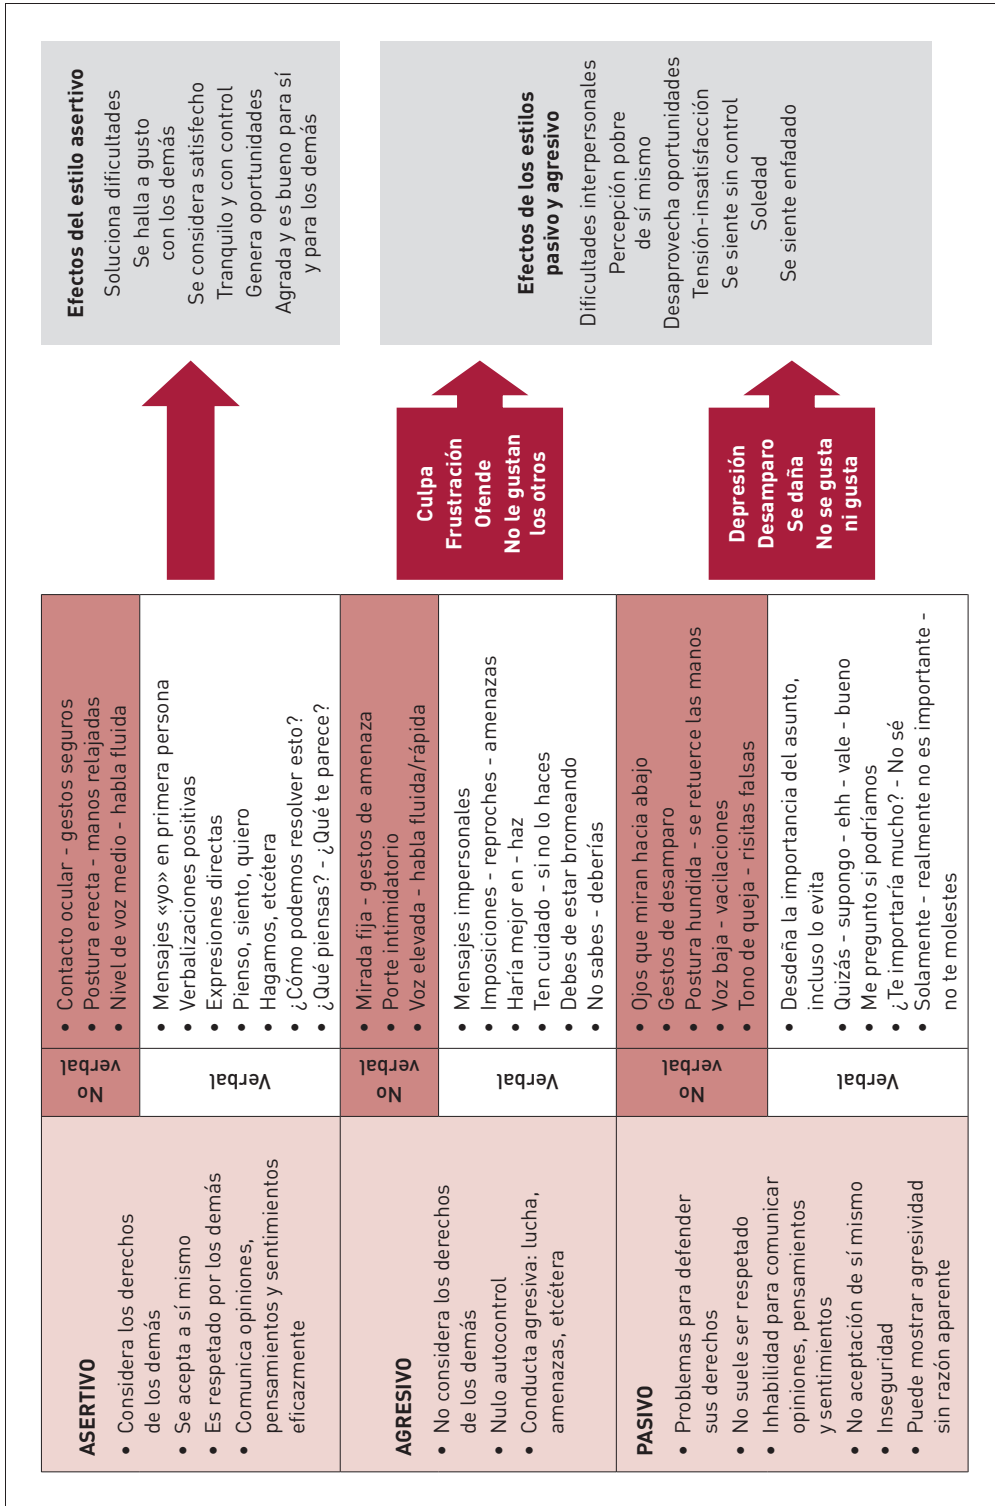 ASERTIVO
• Considera los derechos
de los demás
• Se acepta a sí mismo
• Es respetado por los demás
• Comunica opiniones,
pensamientos y sentimientos
eficazmente
No
verbal
• Contacto ocular - gestos seguros
• Postura erecta - manos relajadas
• Nivel de voz medio - habla fluida
Verbal
• Mensajes «yo» en primera persona
• Verbalizaciones positivas
• Expresiones directas
• Pienso, siento, quiero
• Hagamos, etcétera
• ¿Cómo podemos resolver esto?
• ¿Qué piensas? - ¿Qué te parece?
Efectos del estilo asertivo
Soluciona dificultades
Se halla a gusto
con los demás
Se considera satisfecho
Tranquilo y con control
Genera oportunidades
Agrada y es bueno para sí
y para los demás
AGRESIVO
• No considera los derechos
de los demás
• Nulo autocontrol
• Conducta agresiva: lucha,
amenazas, etcétera
No
verbal
• Mirada fija - gestos de amenaza
• Porte intimidatorio
• Voz elevada - habla fluida/rápida
Verbal
• Mensajes impersonales
• Imposiciones - reproches - amenazas
• Haría mejor en - haz
• Ten cuidado - si no lo haces
• Debes de estar bromeando
• No sabes - deberías
Culpa
Frustración
Ofende
No le gustan
los otros
PASIVO
• Problemas para defender
sus derechos
• No suele ser respetado
• Inhabilidad para comunicar
opiniones, pensamientos
y sentimientos
• No aceptación de sí mismo
• Inseguridad
• Puede mostrar agresividad
sin razón aparente
No
verbal
• Ojos que miran hacia abajo
• Gestos de desamparo
• Postura hundida - se retuerce las manos
• Voz baja - vacilaciones
• Tono de queja - risitas falsas
Verbal
• Desdeña la importancia del asunto,
incluso lo evita
• Quizás - supongo - ehh - vale - bueno
• Me pregunto si podríamos
• ¿Te importaría mucho? - No sé
• Solamente - realmente no es importante -
no te molestes
Depresión
Desamparo
Se daña
No se gusta
ni gusta
Efectos de los estilos
pasivo y agresivo
Dificultades interpersonales
Percepción pobre
de sí mismo
Desaprovecha oportunidades
Tensión-insatisfacción
Se siente sin control
Soledad
Se siente enfadado